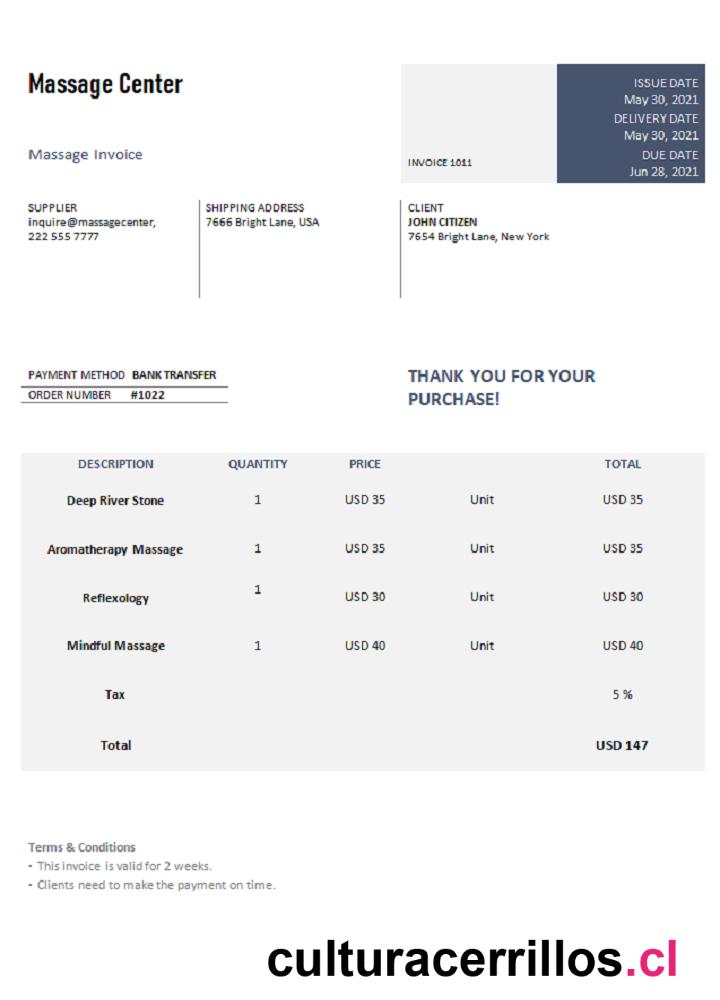 Massage Center
ISSUE DATE
May 30, 2021
DELIVERY DATE
May 30, 2021
Massage Invoice
INVOICE 1011
DUE DATE
Jun 28, 2021
SUPPLIER
inquire@massagecenter,
222 555 7777
SHIPPING ADDRESS
7666 Bright Lane, USA
CLIENT
JOHN CITIZEN
7654 Bright Lane, New York
PAYMENT METHOD BANK TRANSFER
ORDER NUMBER #1022
THANK YOU FOR YOUR
PURCHASE!
DESCRIPTION QUANTITY PRICE TOTAL
Deep River Stone 1 USD 35 Unit USD 35
Aromatherapy Massage 1 USD 35 Unit USD 35
Reflexology 1 USD 30 Unit USD 30
Mindful Massage 1 USD 40 Unit USD 40
Tax 5 %
Total USD 147
Terms & Conditions
- This invoice is valid for 2 weeks.
- Clients need to make the payment on time.
culturacerrillos.cl